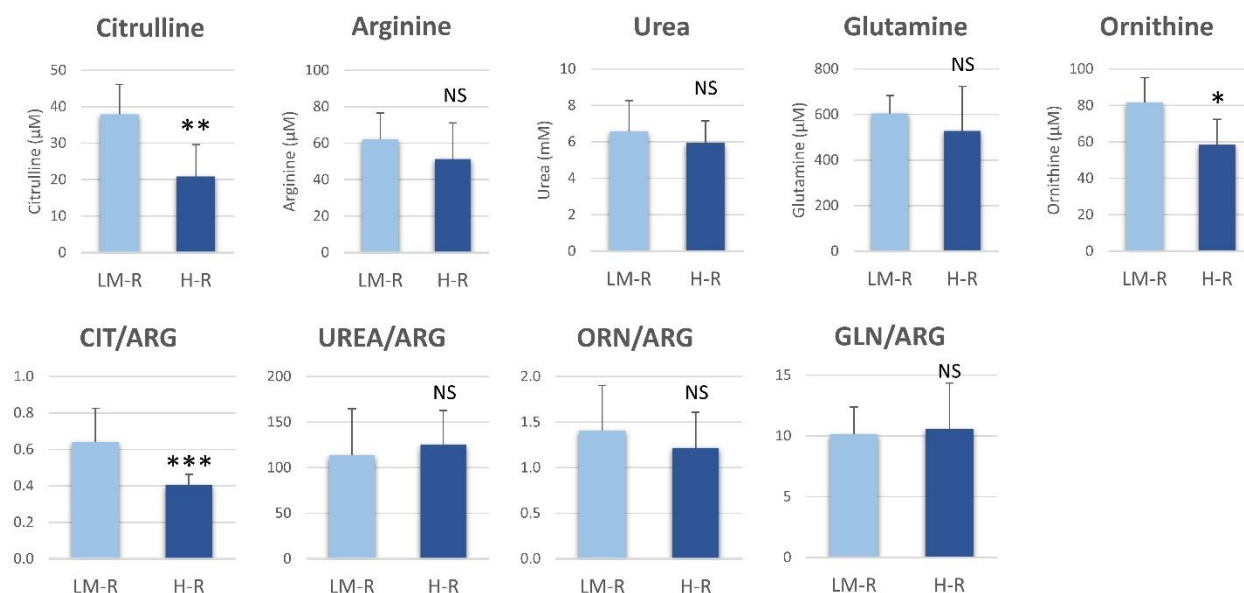 Citrulline
Citrulline (µM)
50
40
30
20
10
0
**
LM-R
H-R
Arginine
Arginine (µM)
100
80
60
40
20
0
NS
LM-R
H-R
Urea
Urea (mM)
10
8
6
4
2
0
NS
LM-R
H-R
Glutamine
Glutamine (µM)
800
600
400
200
0
NS
LM-R
H-R
Ornithine
Ornithine (µM)
100
80
60
40
20
0
*
LM-R
H-R
CIT/ARG
1.0
0.8
0.6
0.4
0.2
0.0
***
LM-R
H-R
UREA/ARG
200
150
100
50
0
NS
LM-R
H-R
ORN/ARG
2.0
1.5
1.0
0.5
0.0
NS
LM-R
H-R
GLN/ARG
15
10
5
0
NS
LM-R
H-R